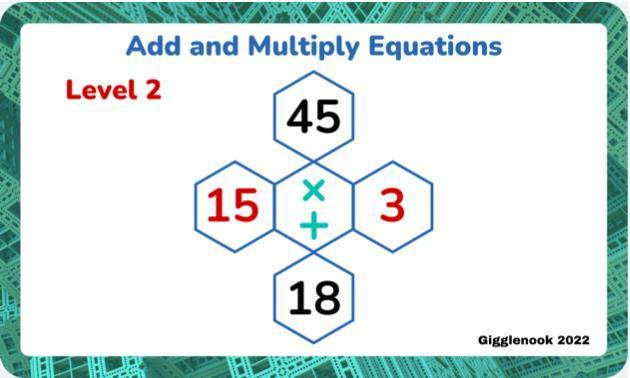 Add and Multiply Equations
Level 2
45
15 × 3
+
18
Gigglenook 2022